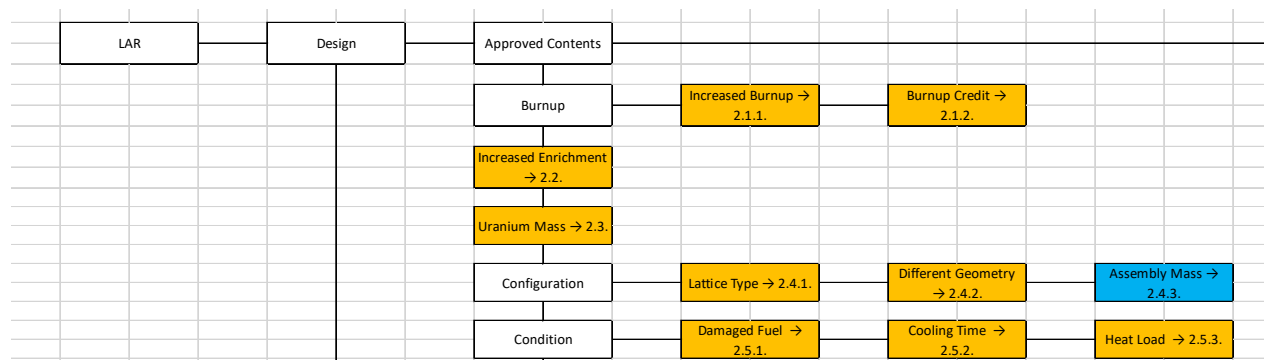 LAR
Design
Approved Contents
Burnup
Increased Burnup →
2.1.1.
Burnup Credit →
2.1.2.
Increased Enrichment
→ 2.2.
Uranium Mass → 2.3.
Configuration
Lattice Type → 2.4.1.
Different Geometry
→ 2.4.2.
Assembly Mass →
2.4.3.
Condition
Damaged Fuel →
2.5.1.
Cooling Time →
2.5.2.
Heat Load → 2.5.3.